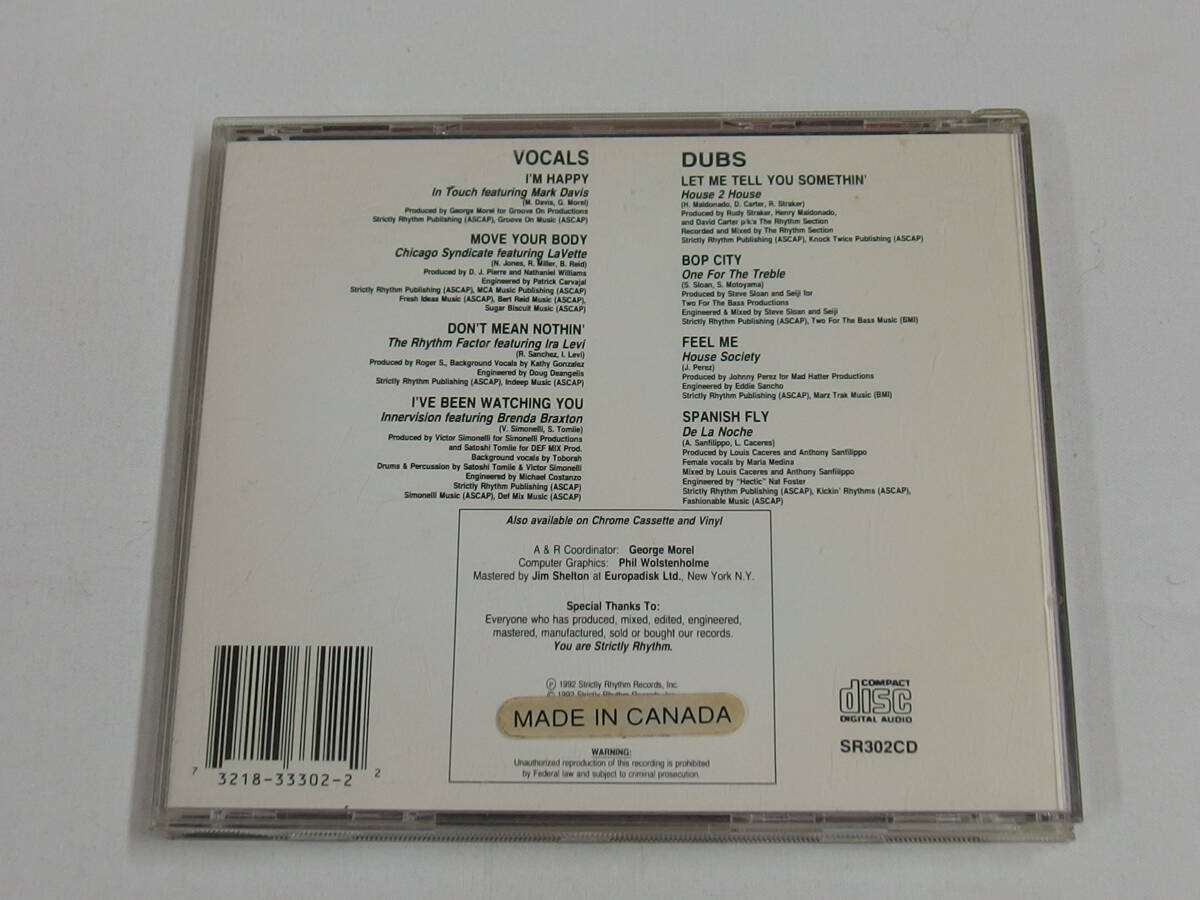 VOCALS
I'M HAPPY
In Touch featuring Mark Davis
(M. Davis, G. Morel)
Produced by George Morel for Groove On Productions
Strictly Rhythm Publishing (ASCAP), Groove On Music (ASCAP)
MOVE YOUR BODY
Chicago Syndicate featuring LaVette
(N. Jones, R. Miller, B. Reid)
Produced by D. J. Pierre and Nathaniel Williams
Engineered by Patrick Carvajal
Strictly Rhythm Publishing (ASCAP), MCA Music Publishing (ASCAP)
Fresh Ideas Music (ASCAP), Bert Reid Music (ASCAP),
Sugar Biscuit Music (ASCAP)
DON'T MEAN NOTHIN'
The Rhythm Factor featuring Ira Levi
(R. Sanchez, I. Levi)
Produced by Roger S., Background Vocals by Kathy Gonzalez
Engineered by Doug Deangelis
Strictly Rhythm Publishing (ASCAP), Indeep Music (ASCAP)
I'VE BEEN WATCHING YOU
Innervision featuring Brenda Braxton
(V. Simonelli, S. Tomiie)
Produced by Victor Simonelli for Simonelli Productions
and Satoshi Tomiie for DEF MIX Prod.
Background vocals by Toborah
Drums & Percussion by Satoshi Tomiie & Victor Simonelli
Engineered by Michael Costanzo
Strictly Rhythm Publishing (ASCAP)
Simonelli Music (ASCAP), Def Mix Music (ASCAP)
DUBS
LET ME TELL YOU SOMETHIN'
House 2 House
(H. Maldonado, D. Carter, R. Straker)
Produced by Rudy Straker, Henry Maldonado,
and David Carter p/k/a The Rhythm Section
Recorded and Mixed by The Rhythm Section
Strictly Rhythm Publishing (ASCAP), Knock Twice Publishing (ASCAP)
BOP CITY
One For The Treble
(S. Sloan, S. Motoyama)
Produced by Steve Sloan and Seiji for
Two For The Bass Productions
Engineered & Mixed by Steve Sloan and Seiji
Strictly Rhythm Publishing (ASCAP), Two For The Bass Music (BMI)
FEEL ME
House Society
(J. Perez)
Produced by Johnny Perez for Mad Hatter Productions
Engineered by Eddie Sancho
Strictly Rhythm Publishing (ASCAP), Marz Trak Music (BMI)
SPANISH FLY
De La Noche
(A. Sanfilippo, L. Caceres)
Produced by Louis Caceres and Anthony Sanfilippo
Female vocals by Maria Medina
Mixed by Louis Caceres and Anthony Sanfilippo
Engineered by "Hectic" Nat Foster
Strictly Rhythm Publishing (ASCAP), Kickin' Rhythms (ASCAP),
Fashionable Music (ASCAP)
Also available on Chrome Cassette and Vinyl
A & R Coordinator: George Morel
Computer Graphics: Phil Wolstenholme
Mastered by Jim Shelton at Europadisk Ltd., New York N.Y.
Special Thanks To:
Everyone who has produced, mixed, edited, engineered,
mastered, manufactured, sold or bought our records.
You are Strictly Rhythm.
℗ 1992 Strictly Rhythm Records, Inc.
© 1992 Strictly Rhythm Records, Inc.
MADE IN CANADA
WARNING:
Unauthorized reproduction of this recording is prohibited
by Federal law and subject to criminal prosecution.
7 3218-33302-2 2
COMPACT
disc
DIGITAL AUDIO
SR302CD